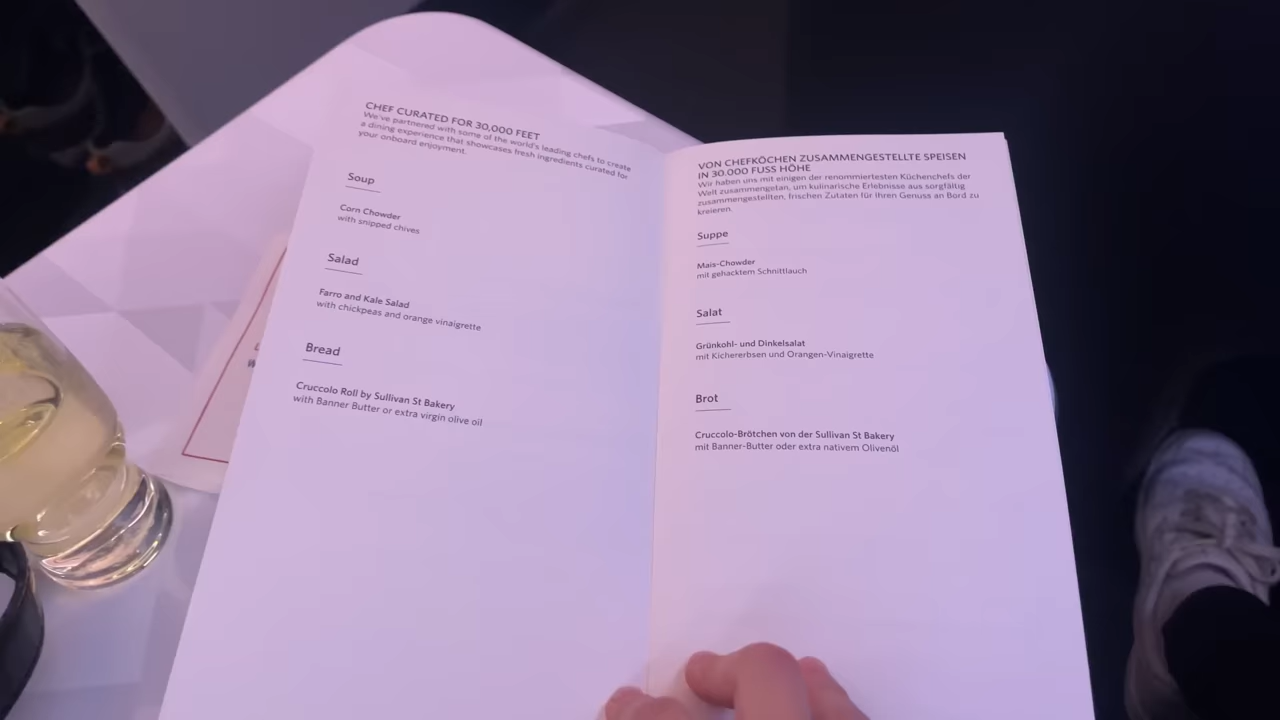 CHEF CURATED FOR 30,000 FEET
We've partnered with some of the world's leading chefs to create
a dining experience that showcases fresh ingredients curated for
your onboard enjoyment.
Soup
Corn Chowder
with snipped chives
Salad
Farro and Kale Salad
with chickpeas and orange vinaigrette
Bread
Cruccolo Roll by Sullivan St Bakery
with Banner Butter or extra virgin olive oil
VON CHEFKÖCHEN ZUSAMMENGESTELLTE SPEISEN
IN 30.000 FUSS HÖHE
Wir haben uns mit einigen der renommiertesten Küchenchefs der
Welt zusammengetan, um kulinarische Erlebnisse aus sorgfältig
zusammengestellten, frischen Zutaten für Ihren Genuss an Bord zu
kreieren.
Suppe
Mais-Chowder
mit gehacktem Schnittlauch
Salat
Grünkohl- und Dinkelsalat
mit Kichererbsen und Orangen-Vinaigrette
Brot
Cruccolo-Brötchen von der Sullivan St Bakery
mit Banner-Butter oder extra nativem Olivenöl